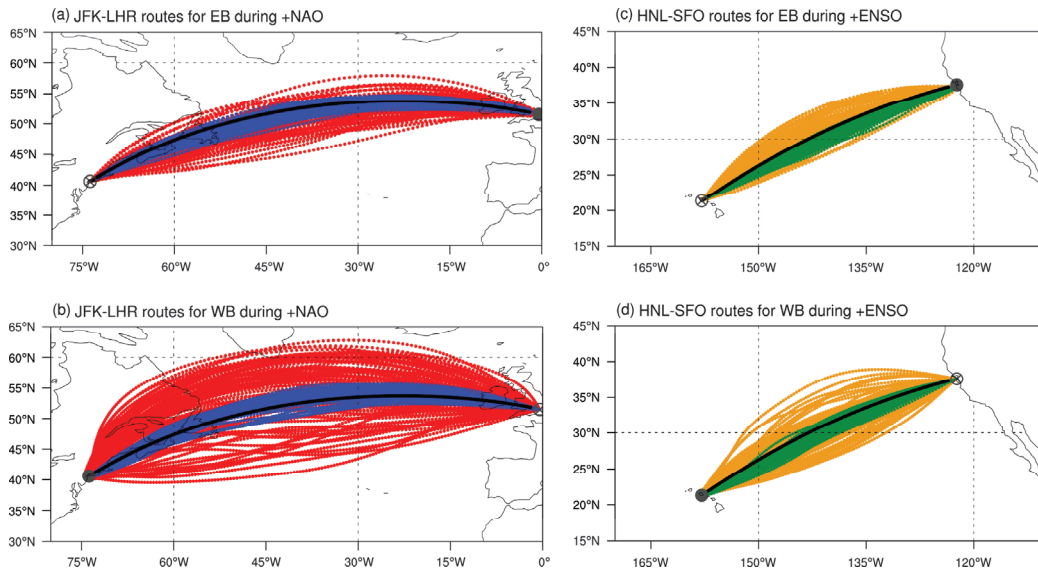 (a) JFK-LHR routes for EB during +NAO
65°N
60°N
55°N
50°N
45°N
40°N
35°N
30°N
75°W 60°W 45°W 30°W 15°W 0°
(c) HNL-SFO routes for EB during +ENSO
45°N
40°N
35°N
30°N
25°N
20°N
15°N
165°W 150°W 135°W 120°W
(b) JFK-LHR routes for WB during +NAO
65°N
60°N
55°N
50°N
45°N
40°N
35°N
30°N
75°W 60°W 45°W 30°W 15°W 0°
(d) HNL-SFO routes for WB during +ENSO
45°N
40°N
35°N
30°N
25°N
20°N
15°N
165°W 150°W 135°W 120°W